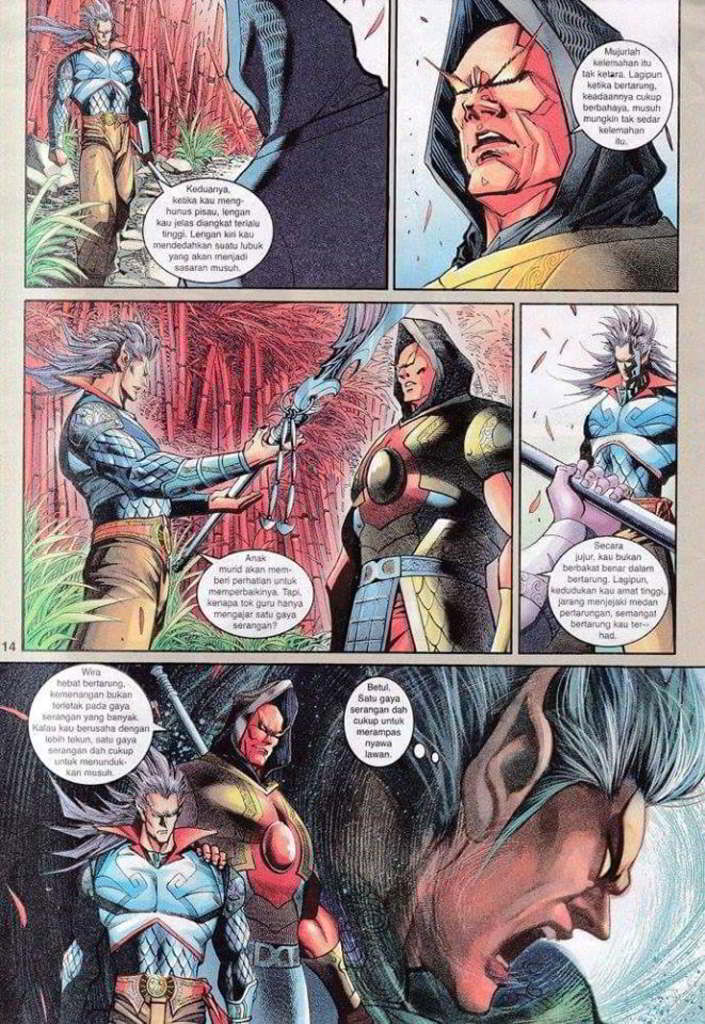 Keduanya,
ketika kau meng-
hunus pisau, lengan
kau jelas diangkat terlalu
tinggi. Lengan kiri kau
mendedahkan suatu lubuk
yang akan menjadi
sasaran musuh.
Mujurlah
kelemahan itu
tak ketara. Lagipun
ketika bertarung,
keadaannya cukup
berbahaya, musuh
mungkin tak sedar
kelemahan
itu.
Anak
murid akan mem-
beri perhatian untuk
memperbaikinya. Tapi,
kenapa tok guru hanya
mengajar satu gaya
serangan?
Secara
jujur, kau bukan
berbakat benar dalam
bertarung. Lagipun,
kedudukan kau amat tinggi,
jarang menjejaki medan
pertarungan, semangat
bertarung kau ter--
had.
14
Wira
hebat bertarung,
kemenangan bukan
terletak pada gaya
serangan yang banyak.
Kalau kau berusaha dengan
lebih tekun, satu gaya
serangan dah cukup
untuk menunduk-
kan musuh.
Betul.
Satu gaya
serangan dah
cukup untuk
merampas
nyawa
lawan.